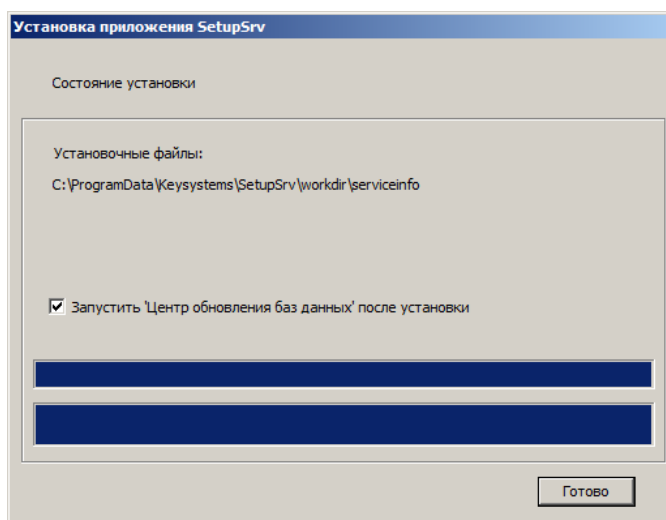 Установка приложения SetupSrv
Состояние установки
Установочные файлы:
C:\ProgramData\Keysystems\SetupSrv\workdir\serviceinfo
Запустить 'Центр обновления баз данных' после установки
Готово